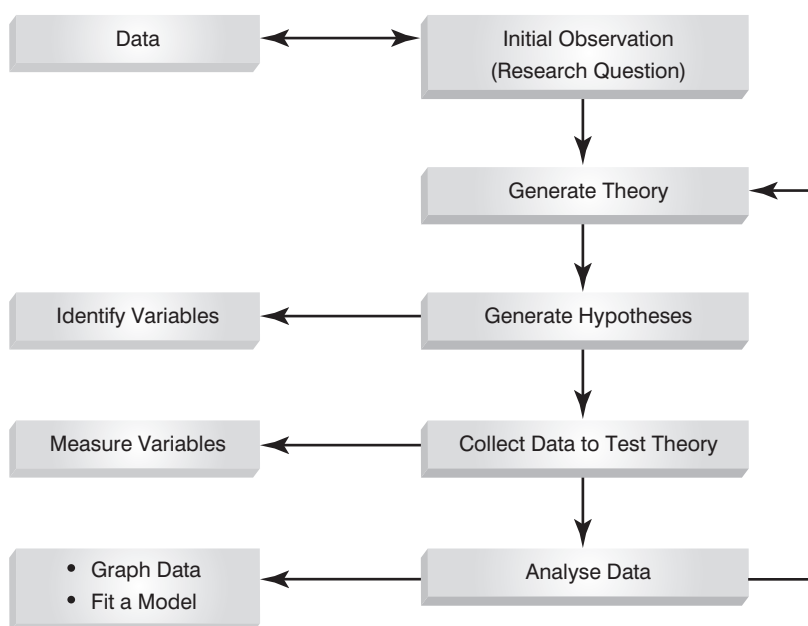 Data
Initial Observation
(Research Question)
Generate Theory
Identify Variables
Generate Hypotheses
Measure Variables
Collect Data to Test Theory
• Graph Data
• Fit a Model
Analyse Data